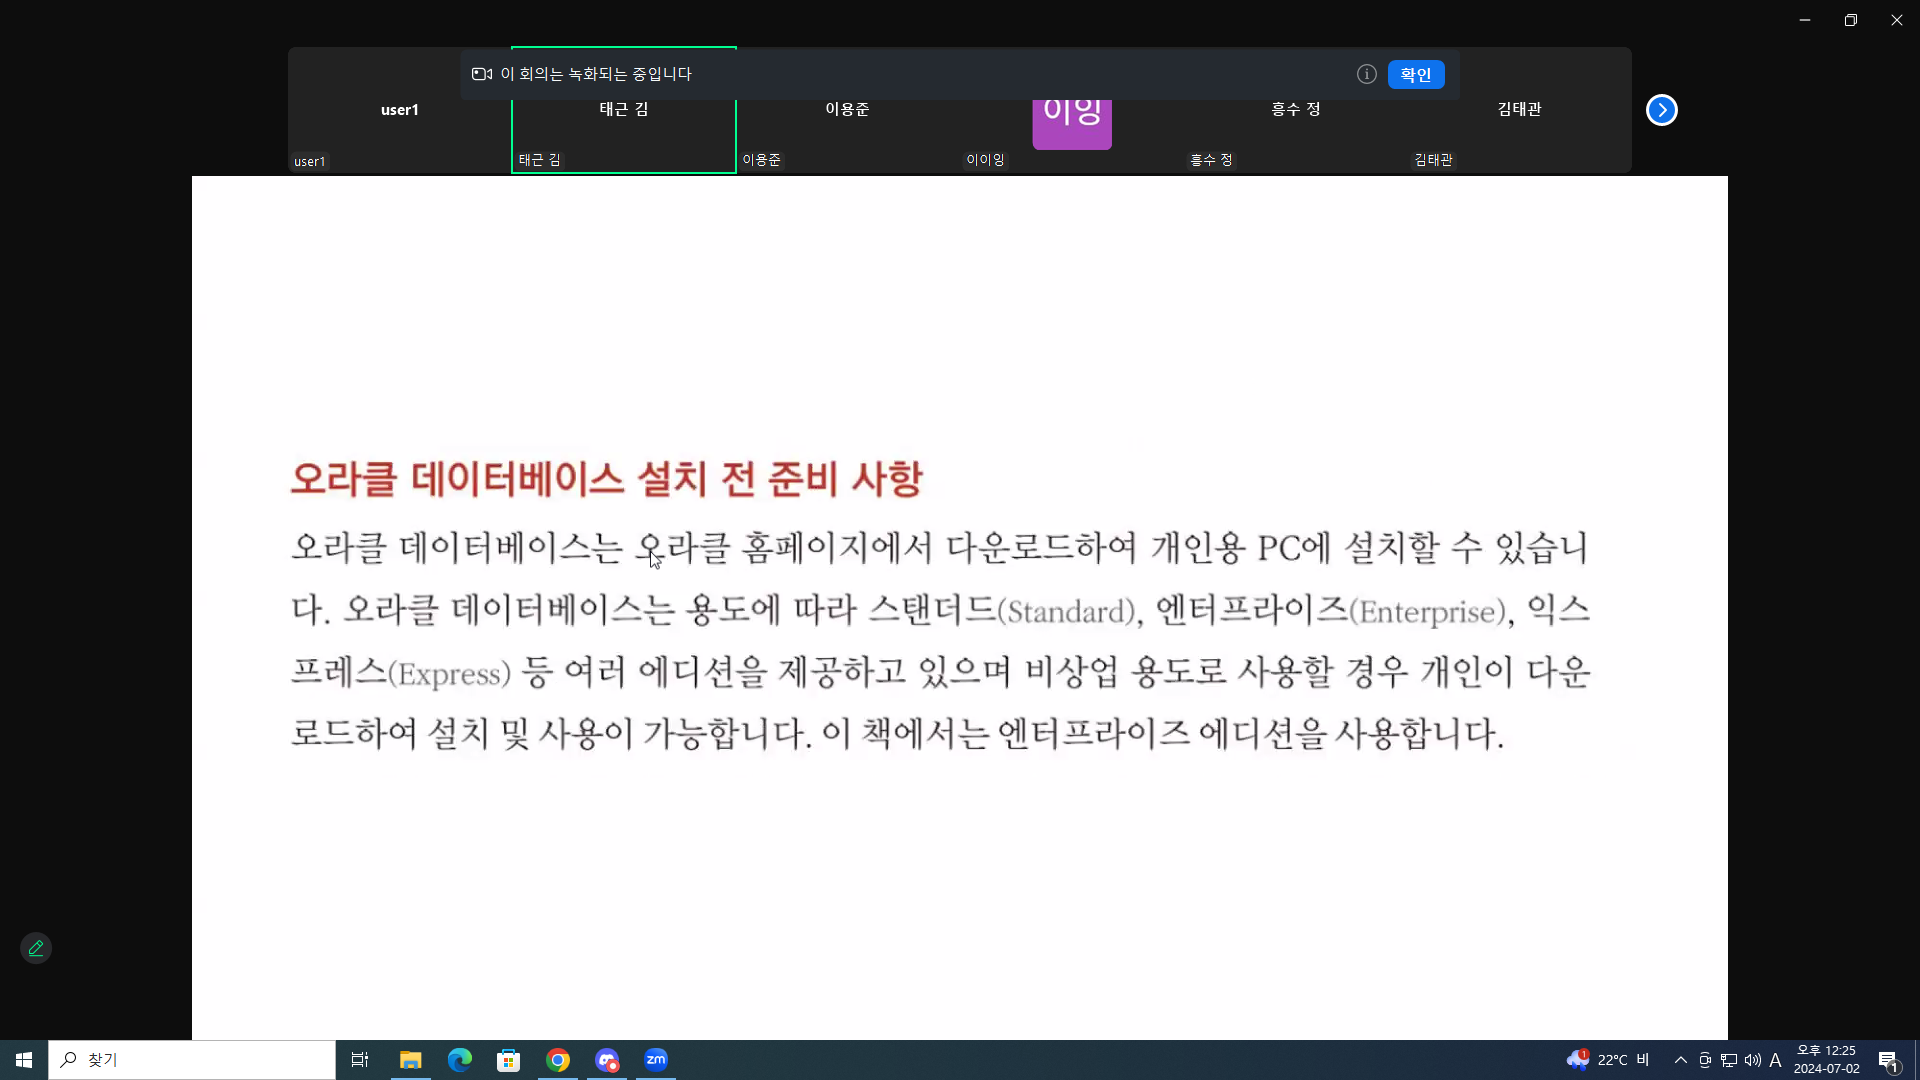 이 회의는 녹화되는 중입니다
확인
user1
태근 김
이용준
이잉
흥수 정
김태관
user1
태근 김
이용준
이이잉
흥수 정
김태관
오라클 데이터베이스 설치 전 준비 사항
오라클 데이터베이스는 오라클 홈페이지에서 다운로드하여 개인용 PC에 설치할 수 있습니
다. 오라클 데이터베이스는 용도에 따라 스탠더드(Standard), 엔터프라이즈(Enterprise), 익스
프레스(Express) 등 여러 에디션을 제공하고 있으며 비상업 용도로 사용할 경우 개인이 다운
로드하여 설치 및 사용이 가능합니다. 이 책에서는 엔터프라이즈 에디션을 사용합니다.
찾기
zm
1
22°C 비
A
오후 12:25
2024-07-02
1